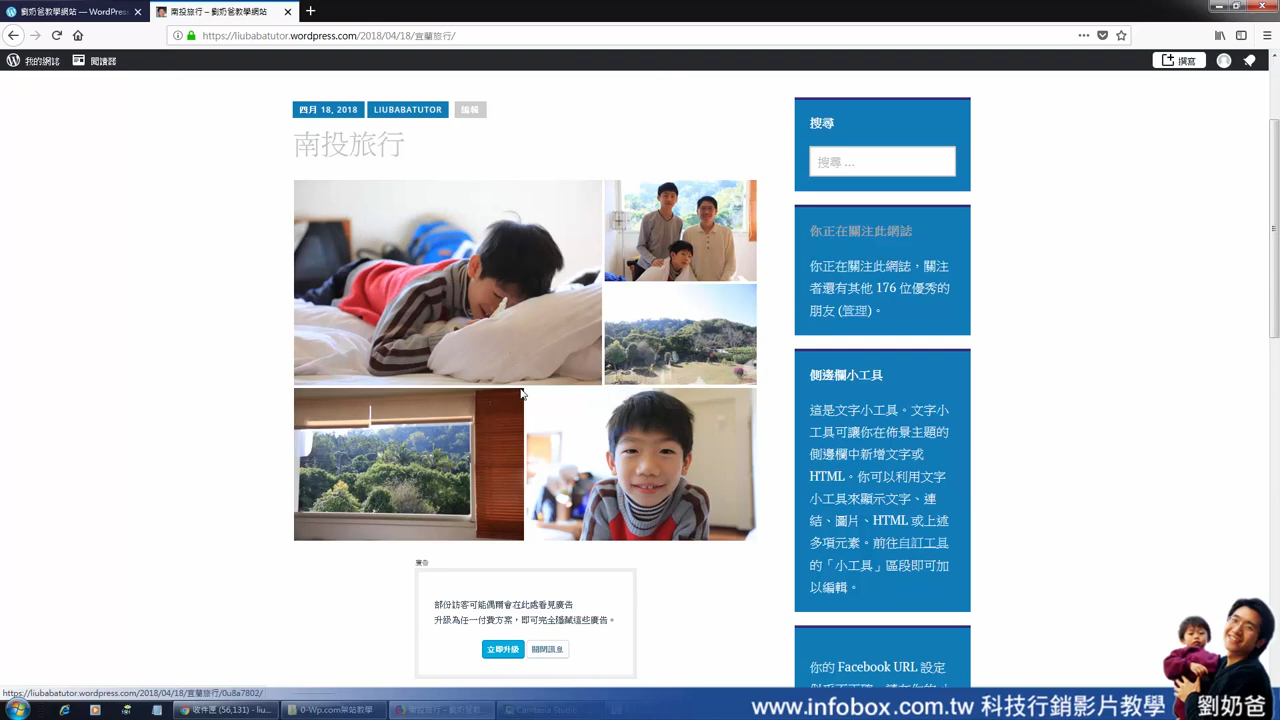 劉奶爸教學網站 — WordPres
南投旅行 – 劉奶爸教學網站
https://liubabatutor.wordpress.com/2018/04/18/宜蘭旅行/
我的網誌
閱讀器
撰寫
四月 18, 2018
LIUBABATUTOR
編輯
南投旅行
搜尋
搜尋 …
你正在關注此網誌
你正在關注此網誌，關注
者還有其他 176 位優秀的
朋友 (管理)。
側邊欄小工具
這是文字小工具。文字小
工具可讓你在佈景主題的
側邊欄中新增文字或
HTML。你可以利用文字
小工具來顯示文字、連
結、圖片、HTML 或上述
多項元素。前往自訂工具
的「小工具」區段即可加
以編輯。
廣告
部份訪客可能偶爾會在此處看見廣告
升級為任一付費方案，即可完全隱藏這些廣告。
立即升級
關閉訊息
你的 Facebook URL 設定
https://liubabatutor.wordpress.com/2018/04/18/宜蘭旅行/0u8a7802/
收件匣 (56,131) - liu...
0-Wp.com架站教學
南投旅行 – 劉奶爸...
Camtasia Studio
www.infobox.com.tw 科技行銷影片教學
劉奶爸